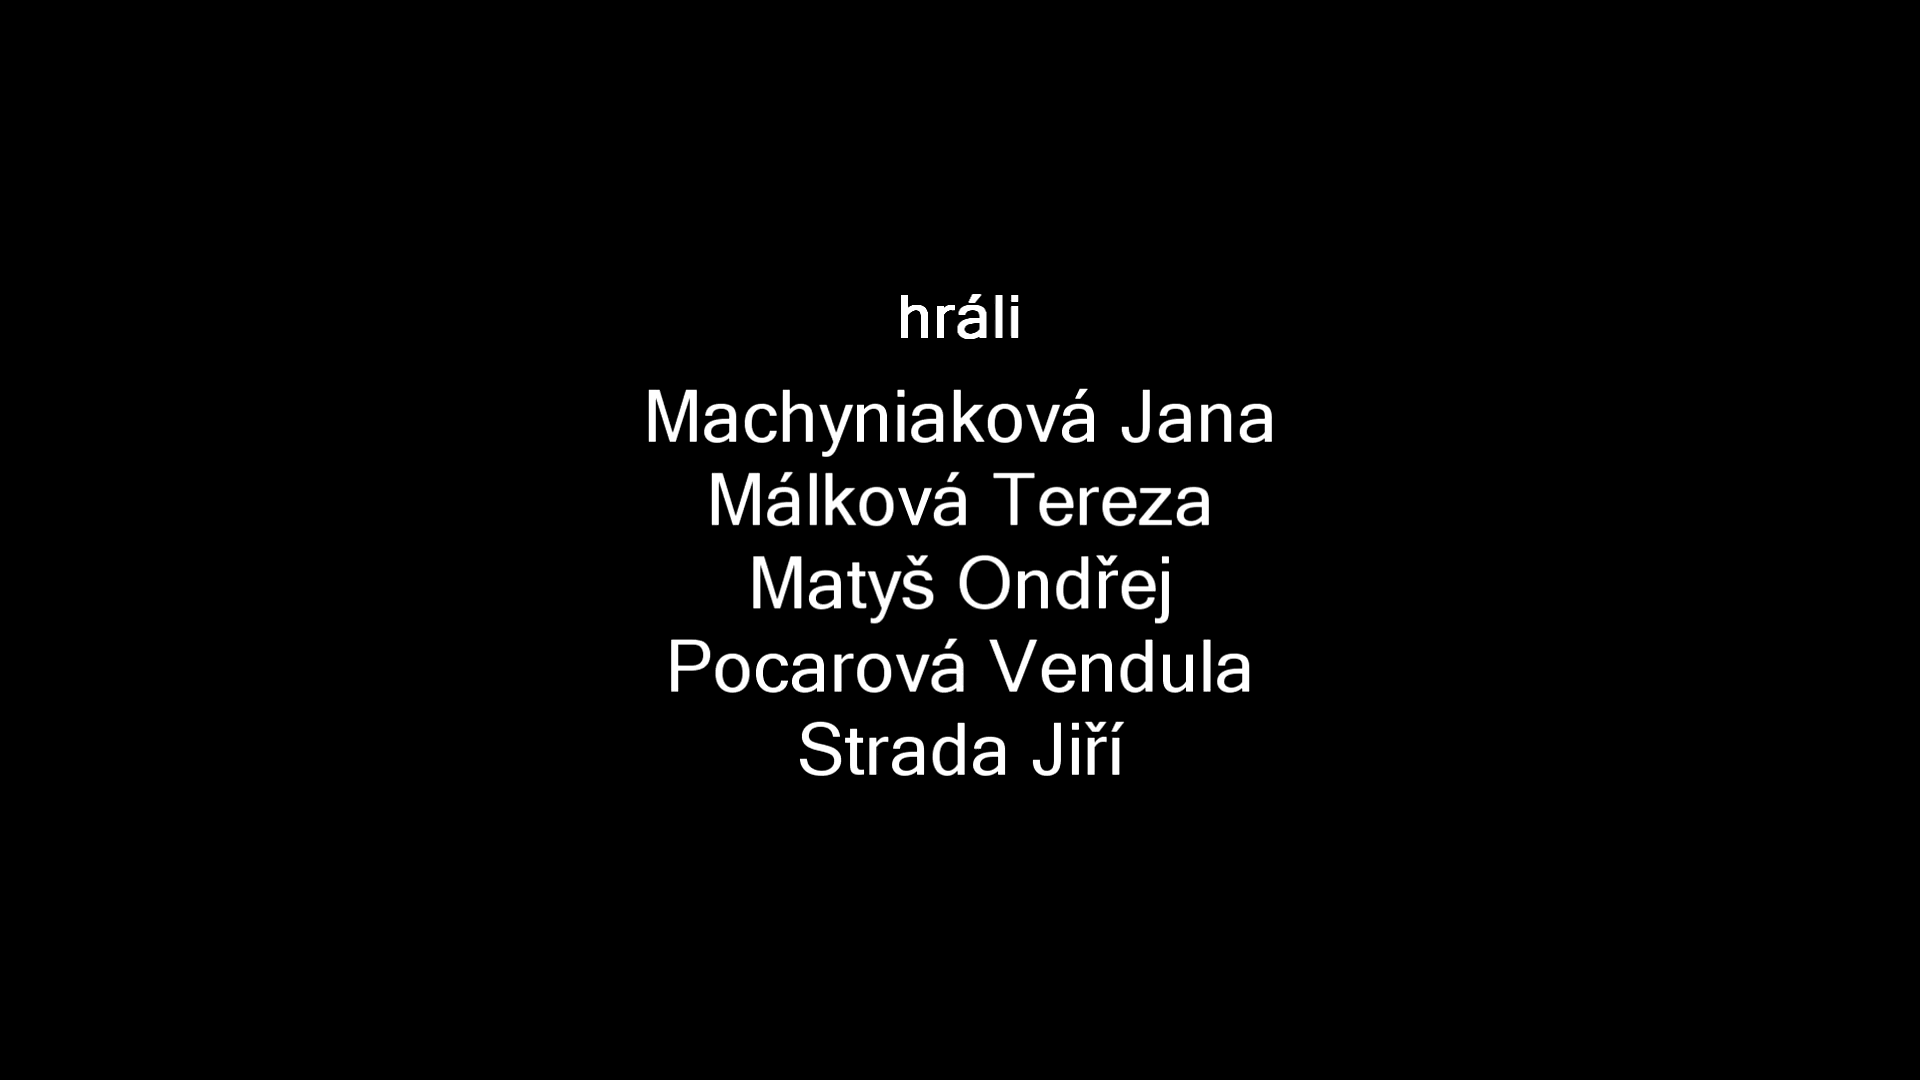 hráli
Machyniaková Jana
Málková Tereza
Matyš Ondřej
Pocarová Vendula
Strada Jiří